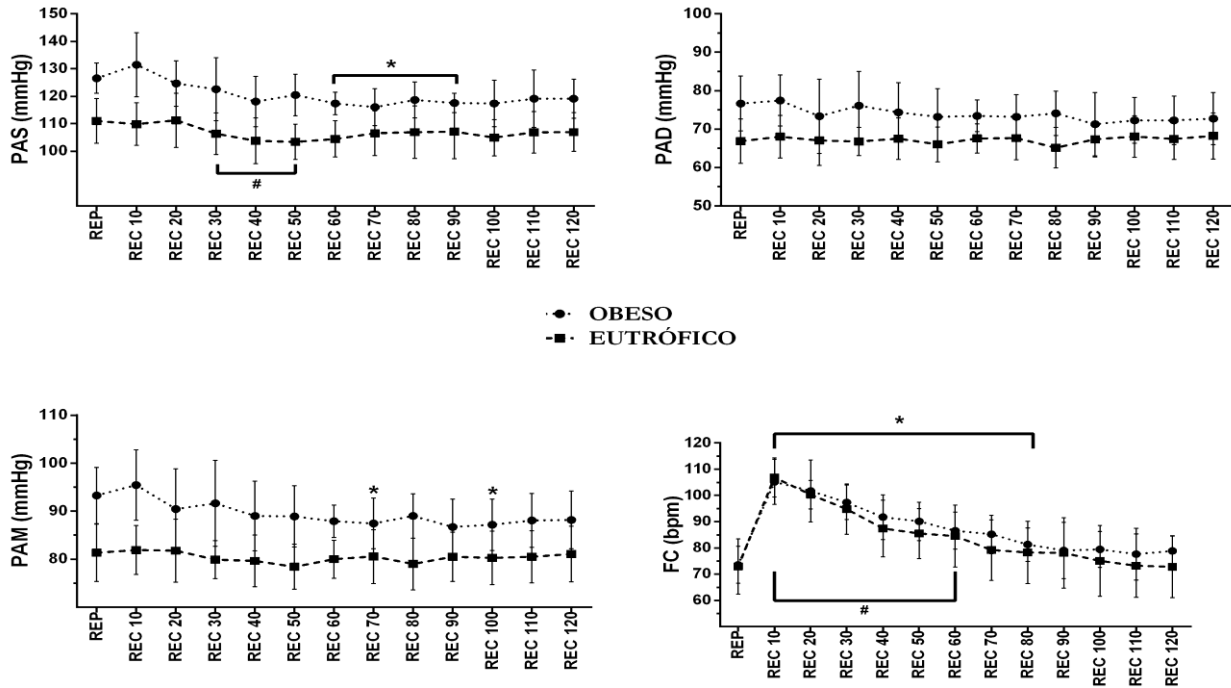 PAS (mmHg)
150
140
130
120
110
100
*
#
REP
REC 10
REC 20
REC 30
REC 40
REC 50
REC 60
REC 70
REC 80
REC 90
REC 100
REC 110
REC 120
PAD (mmHg)
100
90
80
70
60
50
REP
REC 10
REC 20
REC 30
REC 40
REC 50
REC 60
REC 70
REC 80
REC 90
REC 100
REC 110
REC 120
OBESO
EUTRÓFICO
PAM (mmHg)
110
100
90
80
*
*
REP
REC 10
REC 20
REC 30
REC 40
REC 50
REC 60
REC 70
REC 80
REC 90
REC 100
REC 110
REC 120
FC (bpm)
120
110
100
90
80
70
60
*
#
REP
REC 10
REC 20
REC 30
REC 40
REC 50
REC 60
REC 70
REC 80
REC 90
REC 100
REC 110
REC 120